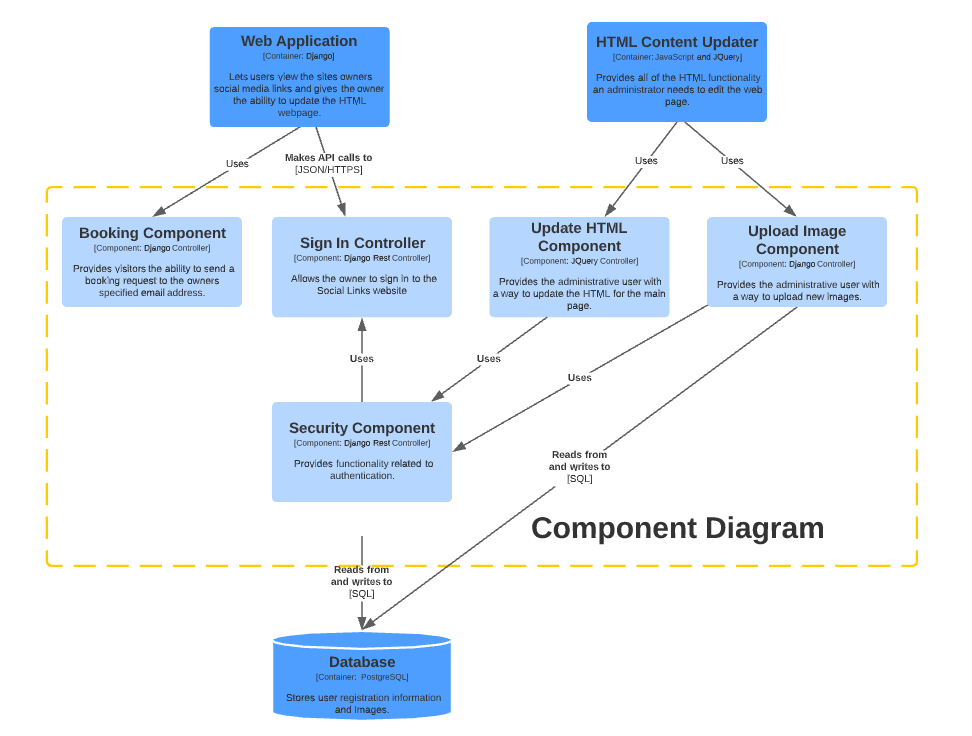 Web Application
[Container: Django]
Lets users view the sites owners
social media links and gives the owner
the ability to update the HTML
webpage.
HTML Content Updater
[Container: JavaScript and JQuery]
Provides all of the HTML functionality
an administrator needs to edit the web
page.
Uses
Makes API calls to
[JSON/HTTPS]
Uses
Uses
Booking Component
[Component: Django Controller]
Provides visitors the ability to send a
booking request to the owners
specified email address.
Sign In Controller
[Component: Django Rest Controller]
Allows the owner to sign in to the
Social Links website
Update HTML
Component
[Component: JQuery Controller]
Provides the administrative user with
a way to update the HTML for the main
page.
Upload Image
Component
[Component: Django Controller]
Provides the administrative user with
a way to upload new images.
Uses
Uses
Uses
Security Component
[Component: Django Rest Controller]
Provides functionality related to
authentication.
Reads from
and writes to
[SQL]
Component Diagram
Reads from
and writes to
[SQL]
Database
[Container: PostgreSQL]
Stores user registration information
and images.